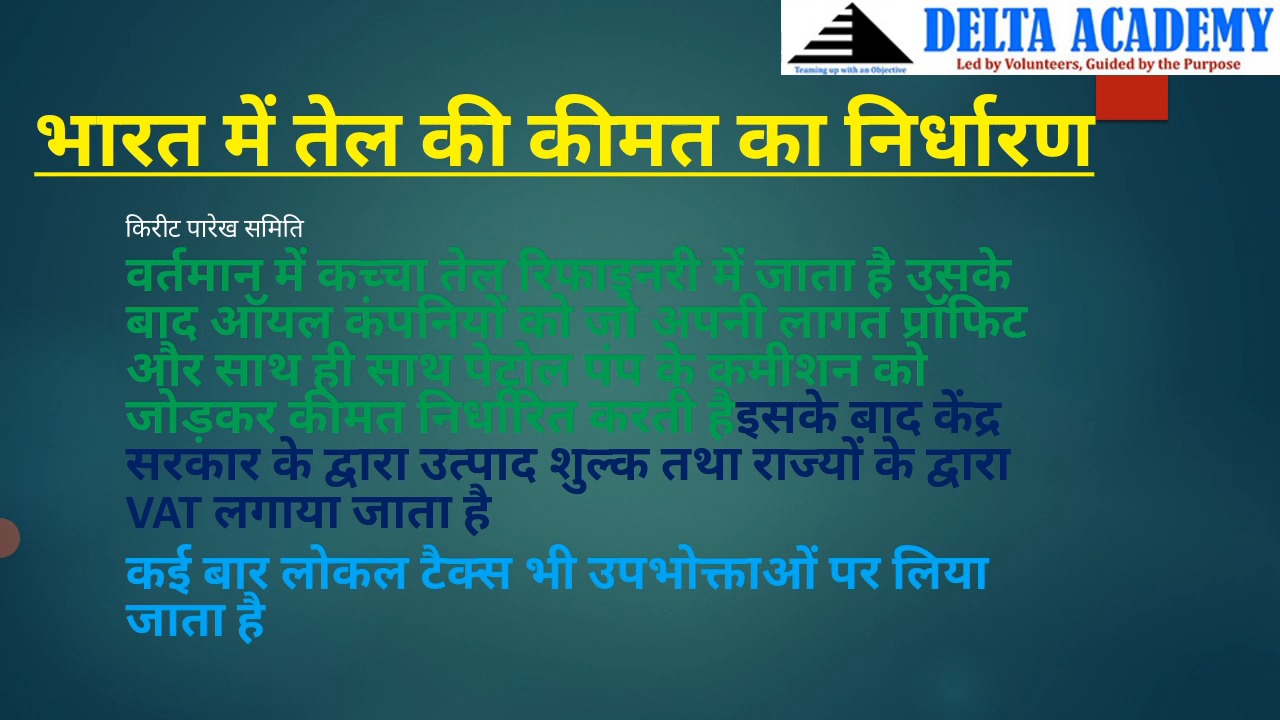 DELTA ACADEMY
Teaming up with an Objective
Led by Volunteers, Guided by the Purpose
भारत में तेल की कीमत का निर्धारण
किरीट पारेख समिति
वर्तमान में कच्चा तेल रिफाइनरी में जाता है उसके
बाद ऑयल कंपनियों को जो अपनी लागत प्रॉफिट
और साथ ही साथ पेट्रोल पंप के कमीशन को
जोड़कर कीमत निर्धारित करती हैइसके बाद केंद्र
सरकार के द्वारा उत्पाद शुल्क तथा राज्यों के द्वारा
VAT लगाया जाता है
कई बार लोकल टैक्स भी उपभोक्ताओं पर लिया
जाता है